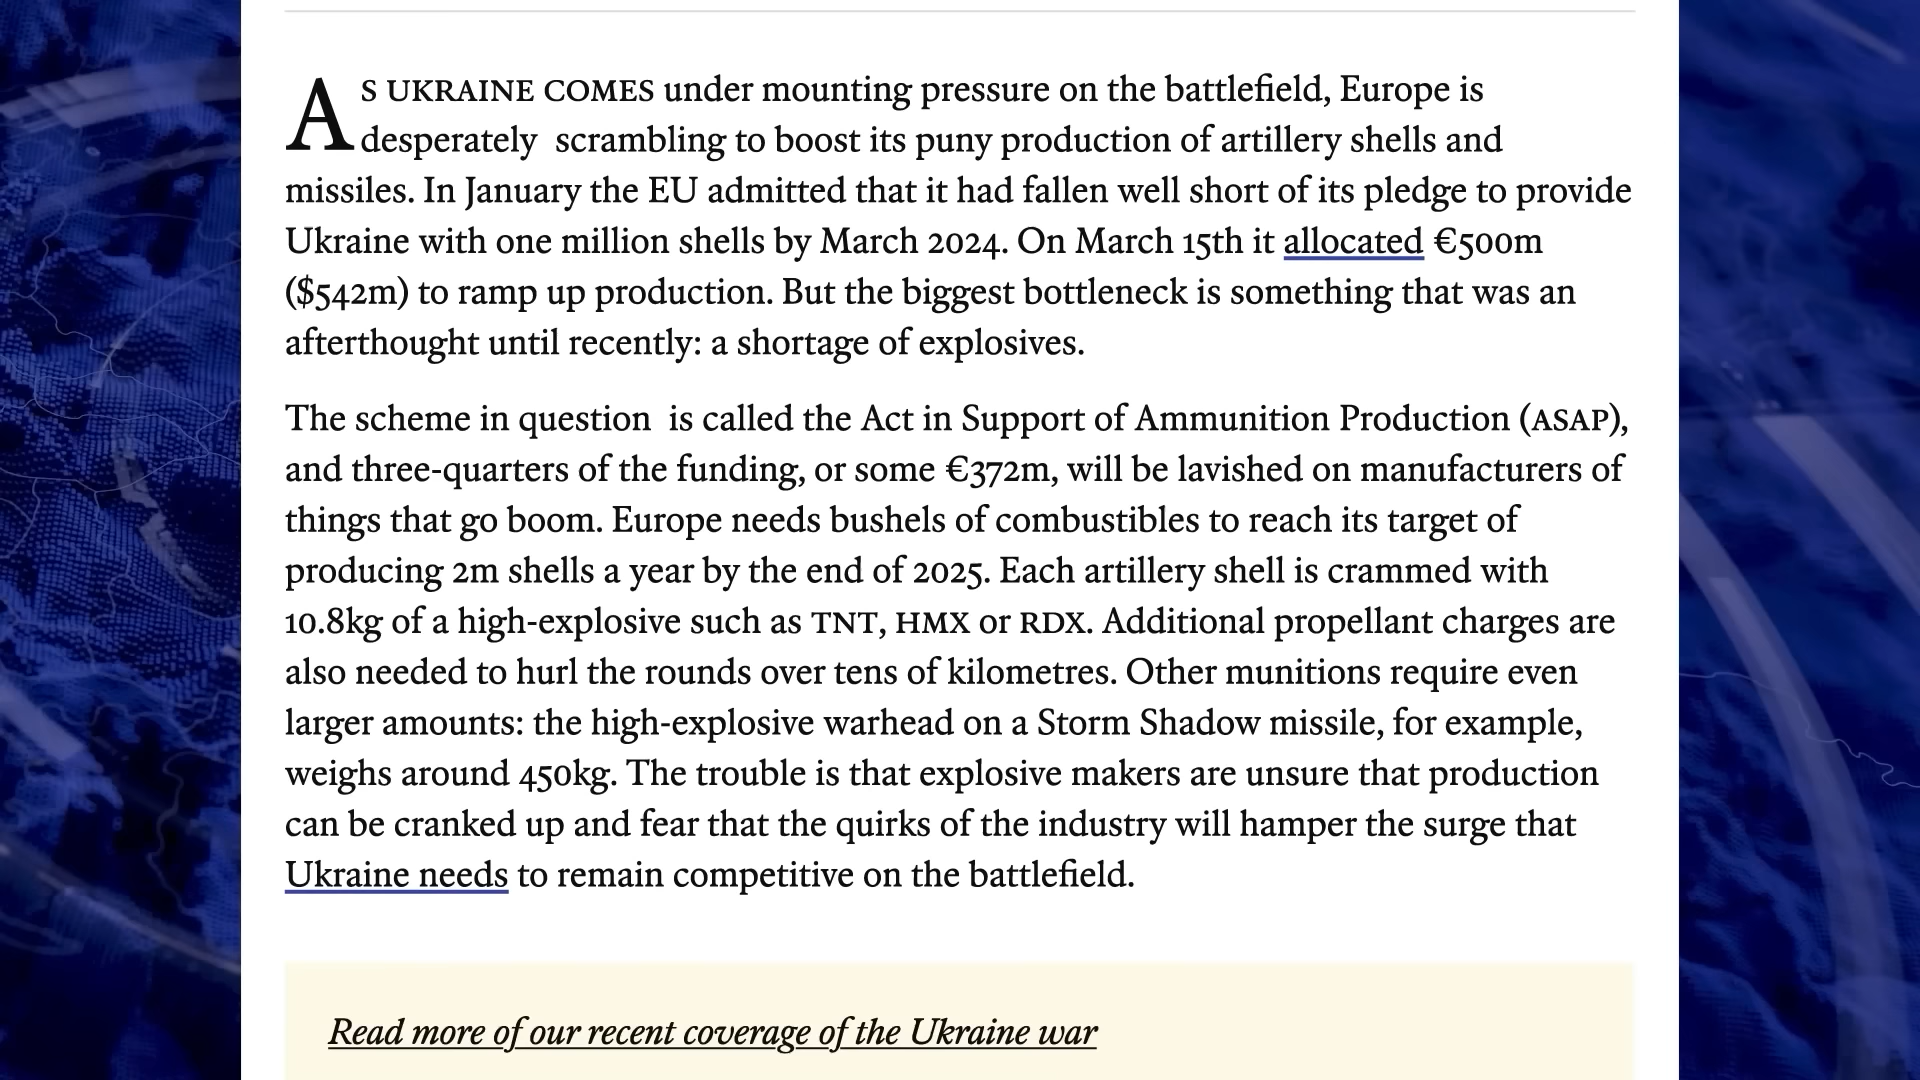 AS UKRAINE COMES under mounting pressure on the battlefield, Europe is
desperately scrambling to boost its puny production of artillery shells and
missiles. In January the EU admitted that it had fallen well short of its pledge to provide
Ukraine with one million shells by March 2024. On March 15th it allocated €500m
($542m) to ramp up production. But the biggest bottleneck is something that was an
afterthought until recently: a shortage of explosives.
The scheme in question is called the Act in Support of Ammunition Production (ASAP),
and three-quarters of the funding, or some €372m, will be lavished on manufacturers of
things that go boom. Europe needs bushels of combustibles to reach its target of
producing 2m shells a year by the end of 2025. Each artillery shell is crammed with
10.8kg of a high-explosive such as TNT, HMX or RDX. Additional propellant charges are
also needed to hurl the rounds over tens of kilometres. Other munitions require even
larger amounts: the high-explosive warhead on a Storm Shadow missile, for example,
weighs around 450kg. The trouble is that explosive makers are unsure that production
can be cranked up and fear that the quirks of the industry will hamper the surge that
Ukraine needs to remain competitive on the battlefield.
Read more of our recent coverage of the Ukraine war